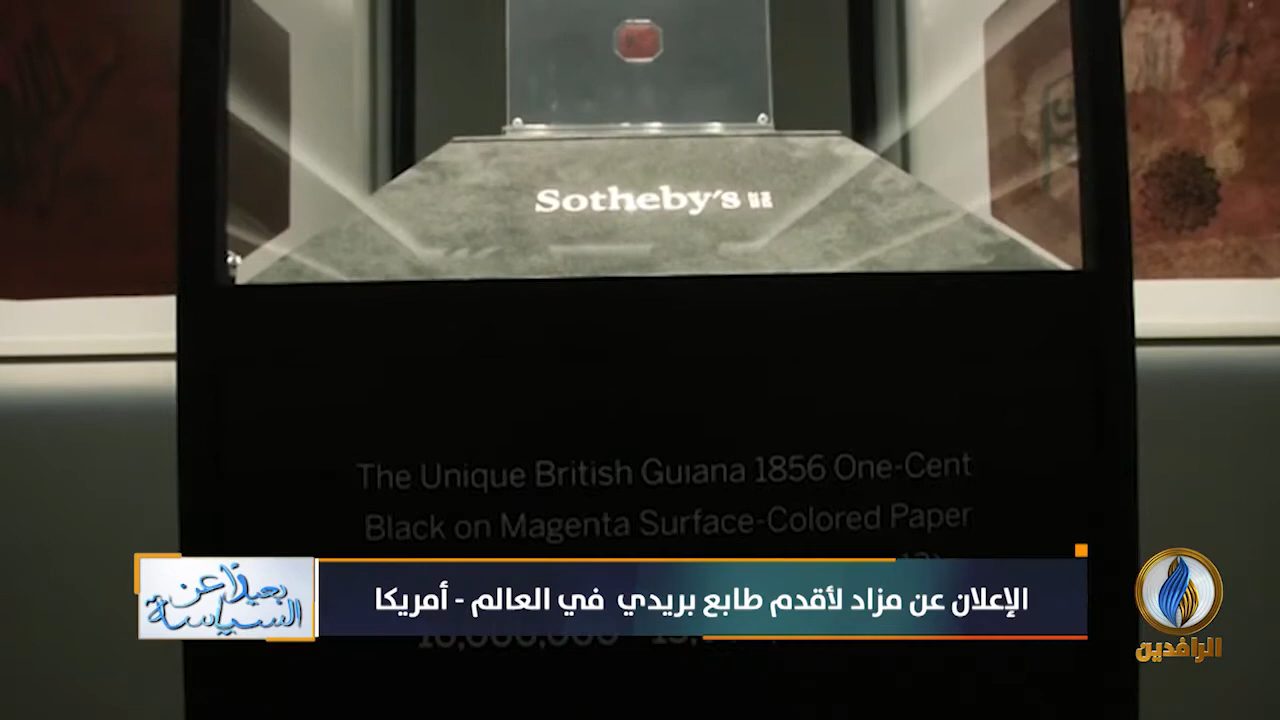 Sotheby's
The Unique British Guiana 1856 One-Cent
Black on Magenta Surface-Colored Paper
بعيدًا عن
السياسة
الإعلان عن مزاد لأقدم طابع بريدي في العالم - أمريكا
الرافدين